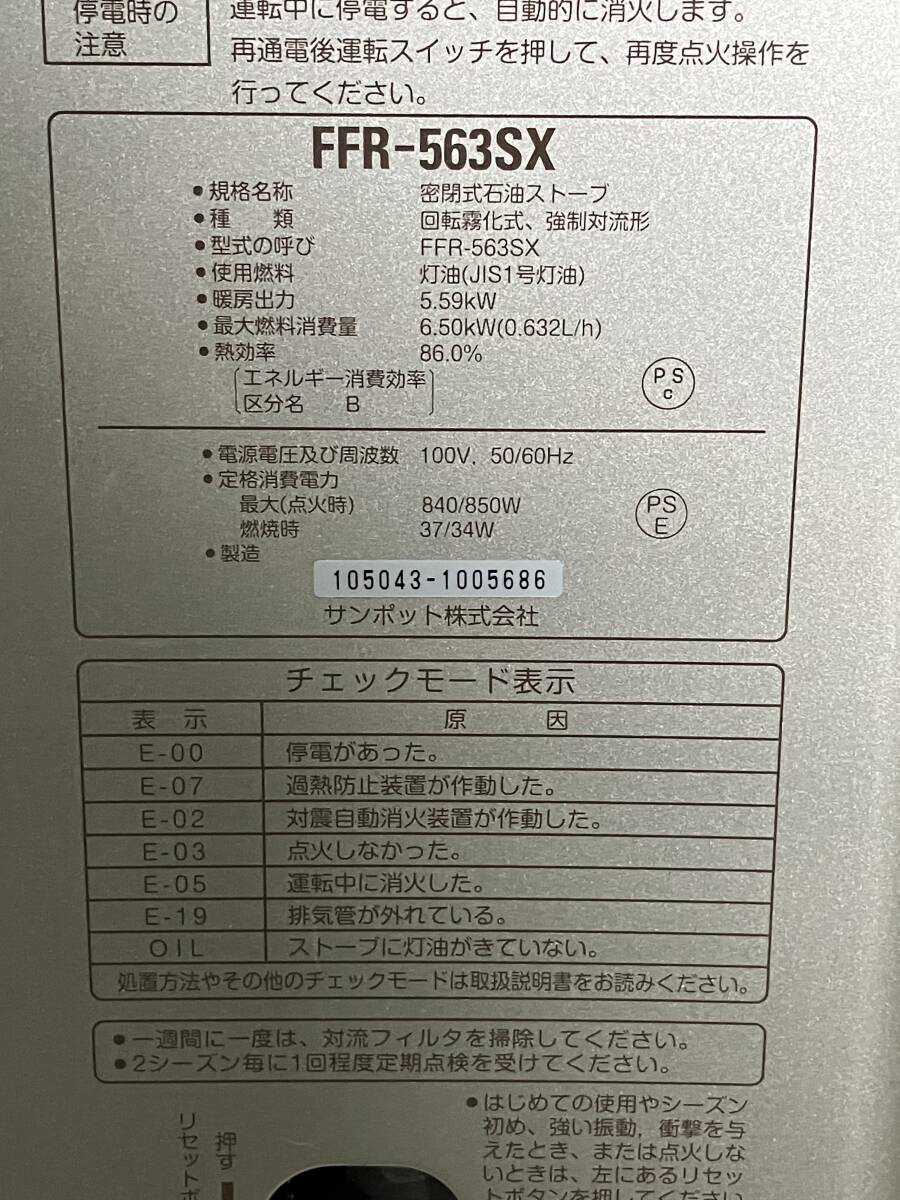 停電時の
注意
運転中に停電すると、自動的に消火します。
再通電後運転スイッチを押して、再度点火操作を
行ってください。
FFR-563SX
●規格名称 密閉式石油ストーブ
●種 類 回転霧化式、強制対流形
●型式の呼び FFR-563SX
●使用燃料 灯油(JIS1号灯油)
●暖房出力 5.59kW
●最大燃料消費量 6.50kW(0.632L/h)
●熱効率 86.0%
エネルギー消費効率
区分名 B
PS
C
●電源電圧及び周波数 100V, 50/60Hz
●定格消費電力
最大(点火時) 840/850W
燃焼時 37/34W
PS
E
●製造
105043-1005686
サンポット株式会社
チェックモード表示
表 示 原 因
E-00 停電があった。
E-07 過熱防止装置が作動した。
E-02 対震自動消火装置が作動した。
E-03 点火しなかった。
E-05 運転中に消火した。
E-19 排気管が外れている。
OIL ストーブに灯油がきていない。
処置方法やその他のチェックモードは取扱説明書をお読みください。
●一週間に一度は、対流フィルタを掃除してください。
●2シーズン毎に1回程度定期点検を受けてください。
リセットボ
押す
●はじめての使用やシーズン
初め、強い振動,衝撃を与
えたとき、または点火しな
いときは、左にあるリセッ
トボタンを押してください